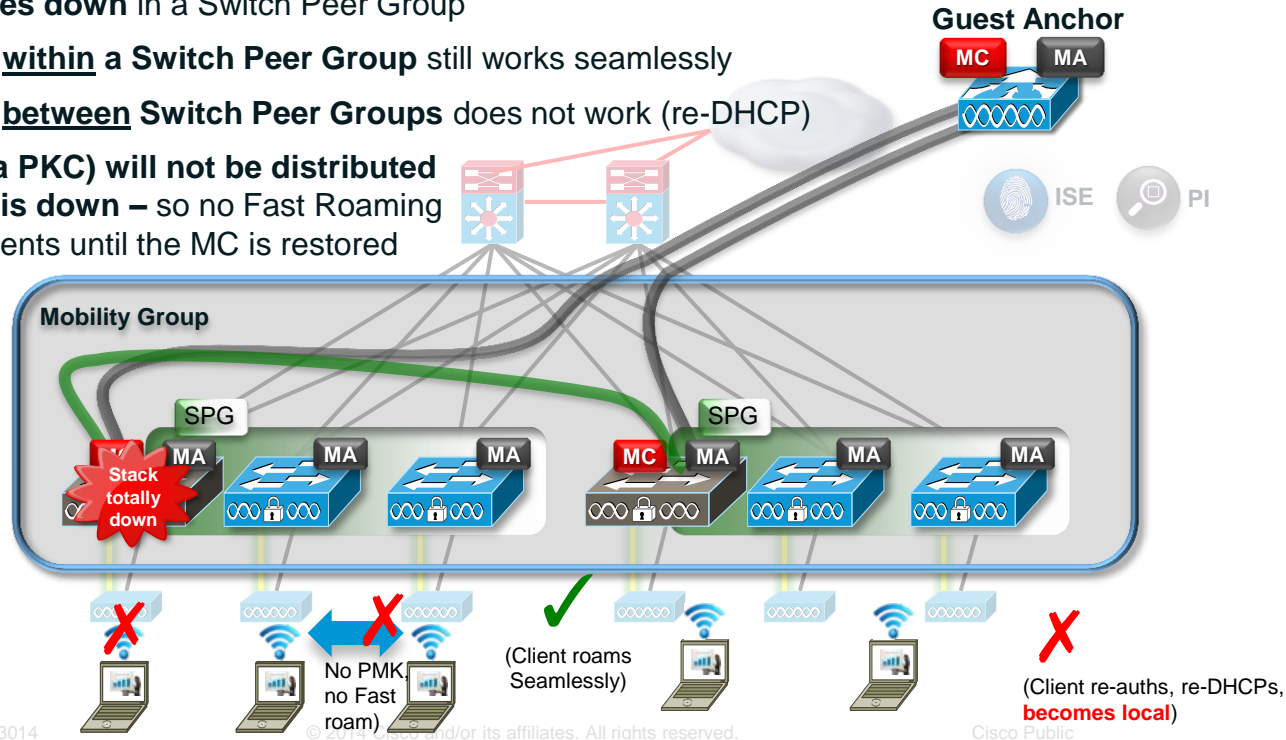 es down in a Switch Peer Group
within a Switch Peer Group still works seamlessly
between Switch Peer Groups does not work (re-DHCP)
a PKC) will not be distributed
is down – so no Fast Roaming
ents until the MC is restored
Guest Anchor
MC MA
ISE PI
Mobility Group
SPG SPG
MA MA MA MC MA MA MA
Stack
totally
down
No PMK,
no Fast
roam)
(Client roams
Seamlessly)
(Client re-auths, re-DHCPs,
becomes local)
3014 © 2014 Cisco and/or its affiliates. All rights reserved. Cisco Public